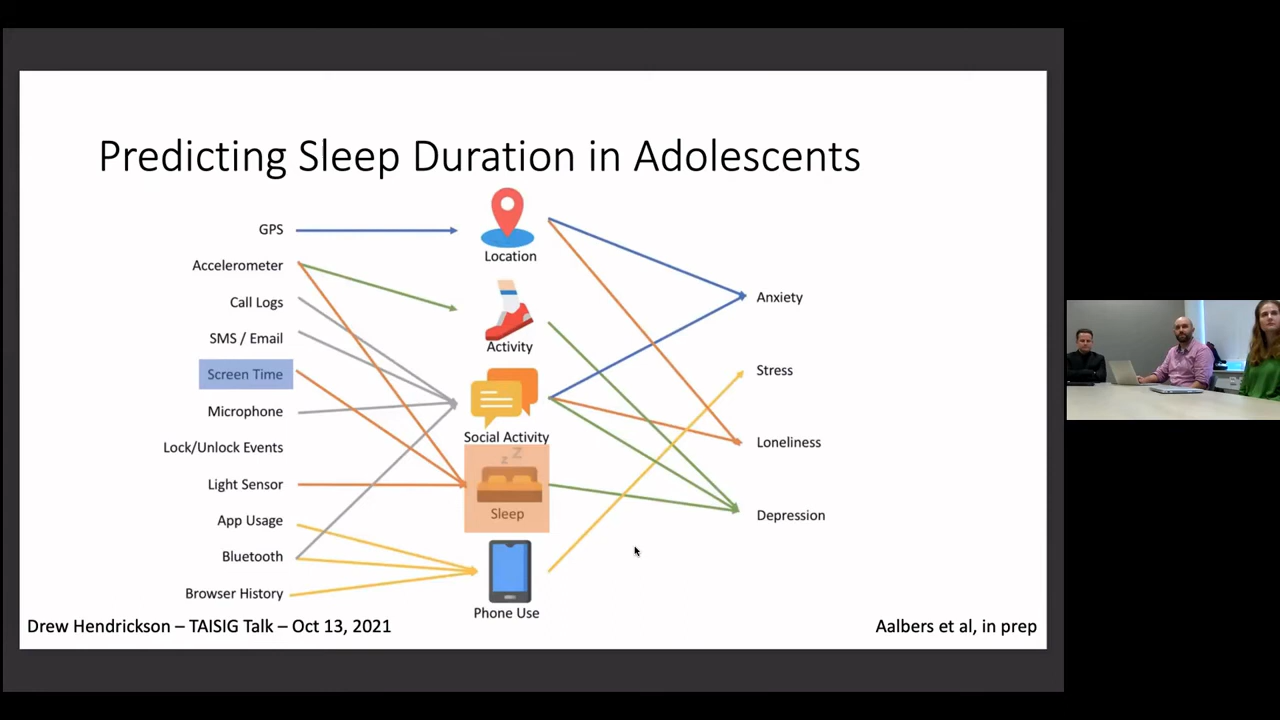 Predicting Sleep Duration in Adolescents
GPS
Accelerometer
Call Logs
SMS / Email
Screen Time
Microphone
Lock/Unlock Events
Light Sensor
App Usage
Bluetooth
Browser History
Location
Activity
Social Activity
z Z
Sleep
Phone Use
Anxiety
Stress
Loneliness
Depression
Drew Hendrickson – TAISIG Talk – Oct 13, 2021
Aalbers et al, in prep